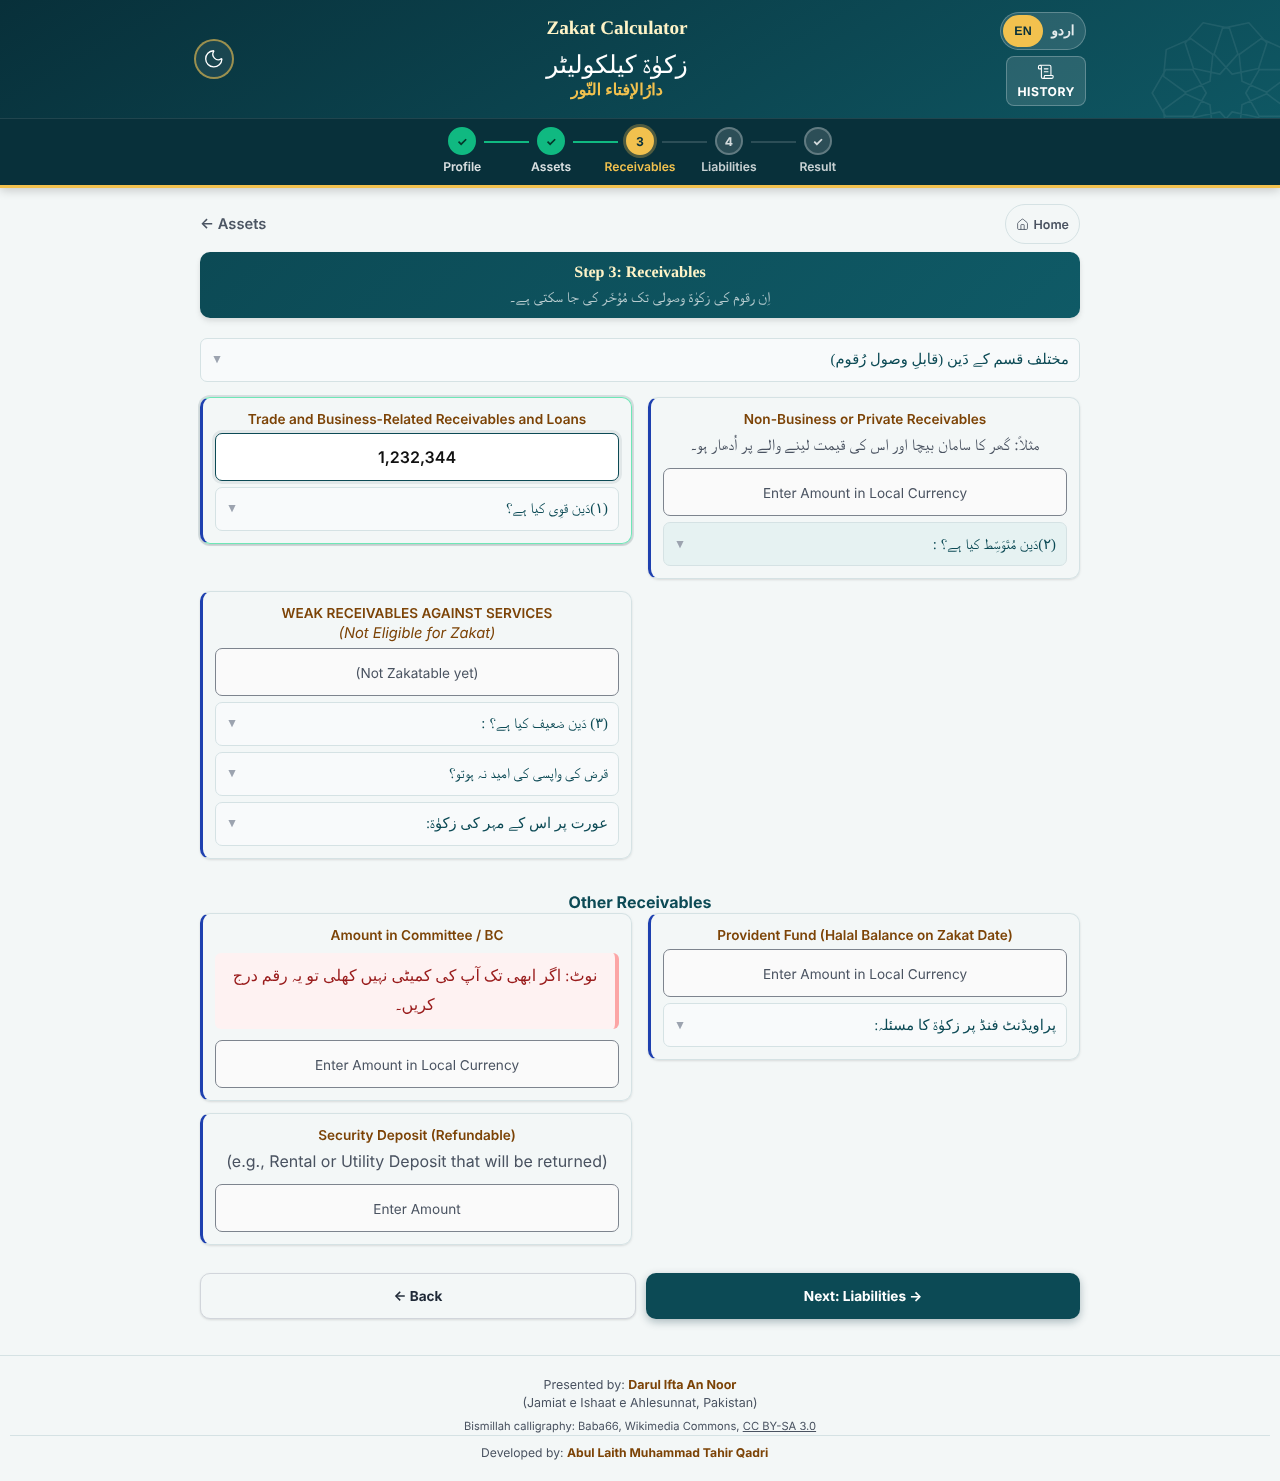 Zakat Calculator
زکوٰۃ کیلکولیٹر
دارُالإفتاء النّور
EN
اردو
HISTORY
✓
✓
3
4
✓
Profile
Assets
Receivables
Liabilities
Result
← Assets
Home
Step 3: Receivables
اِن رقوم کی زکوٰۃ وصولی تک مُؤخّر کی جا سکتی ہے۔
مختلف قسم کے دَین (قابلِ وصول رُقوم)
Trade and Business-Related Receivables and Loans
1,232,344
(۱)دَین قوِی کیا ہے؟
Non-Business or Private Receivables
مثلاً: گھر کا سامان بیچا اور اس کی قیمت لینے والے پر اُدھار ہو۔
Enter Amount in Local Currency
(۲)دَین مُتَوَسِّط کیا ہے؟ :
WEAK RECEIVABLES AGAINST SERVICES
(Not Eligible for Zakat)
(Not Zakatable yet)
(۳) دَین ضعیف کیا ہے؟ :
قرض کی واپسی کی امید نہ ہوتو؟
عورت پر اس کے مہر کی زکوٰۃ:
Other Receivables
Amount in Committee / BC
نوٹ: اگر ابھی تک آپ کی کمیٹی نہیں کھلی تو یہ رقم درج
کریں۔
Enter Amount in Local Currency
Provident Fund (Halal Balance on Zakat Date)
Enter Amount in Local Currency
پراویڈنٹ فنڈ پر زکوٰۃ کا مسئلہ:
Security Deposit (Refundable)
(e.g., Rental or Utility Deposit that will be returned)
Enter Amount
← Back
Next: Liabilities →
Presented by: Darul Ifta An Noor
(Jamiat e Ishaat e Ahlesunnat, Pakistan)
Bismillah calligraphy: Baba66, Wikimedia Commons, CC BY-SA 3.0
Developed by: Abul Laith Muhammad Tahir Qadri